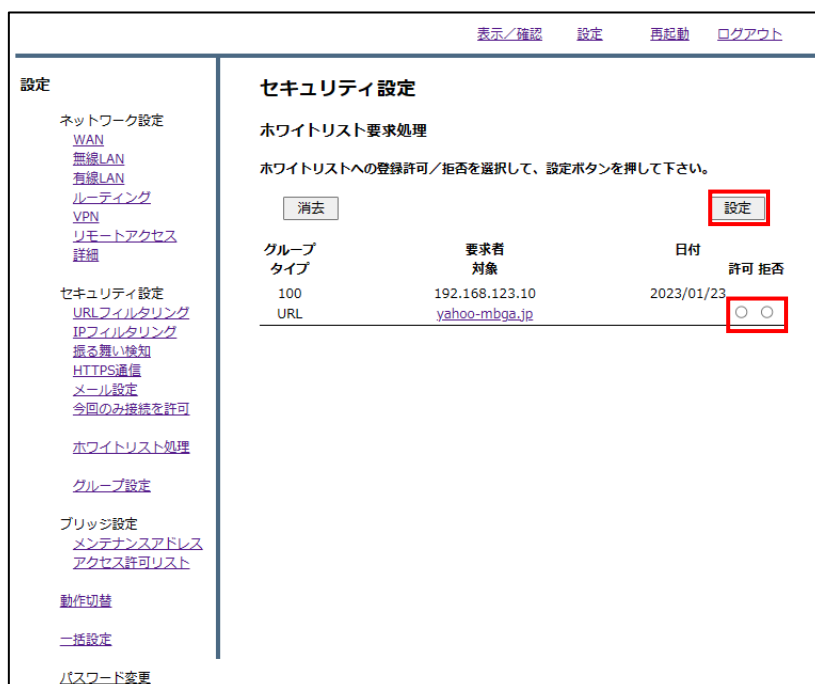 表示／確認 設定 再起動 ログアウト
設定
ネットワーク設定
WAN
無線LAN
有線LAN
ルーティング
VPN
リモートアクセス
詳細
セキュリティ設定
URLフィルタリング
IPフィルタリング
振る舞い検知
HTTPS通信
メール設定
今回のみ接続を許可
ホワイトリスト処理
グループ設定
ブリッジ設定
メンテナンスアドレス
アクセス許可リスト
動作切替
一括設定
パスワード変更
セキュリティ設定
ホワイトリスト要求処理
ホワイトリストへの登録許可／拒否を選択して、設定ボタンを押して下さい。
消去 設定
グループ 要求者 日付
タイプ 対象 許可 拒否
100 192.168.123.10 2023/01/23
URL yahoo-mbga.jp